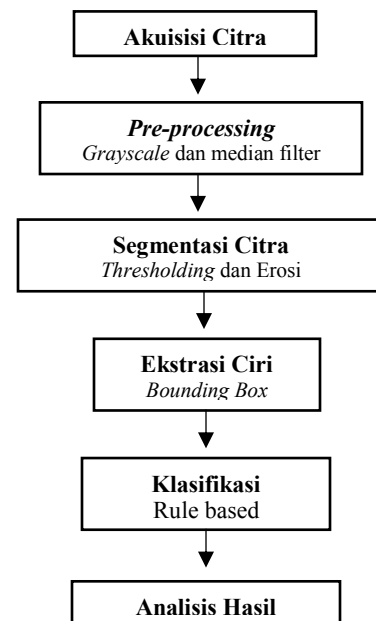 Akuisisi Citra
Pre-processing
Grayscale dan median filter
Segmentasi Citra
Thresholding dan Erosi
Ekstrasi Ciri
Bounding Box
Klasifikasi
Rule based
Analisis Hasil